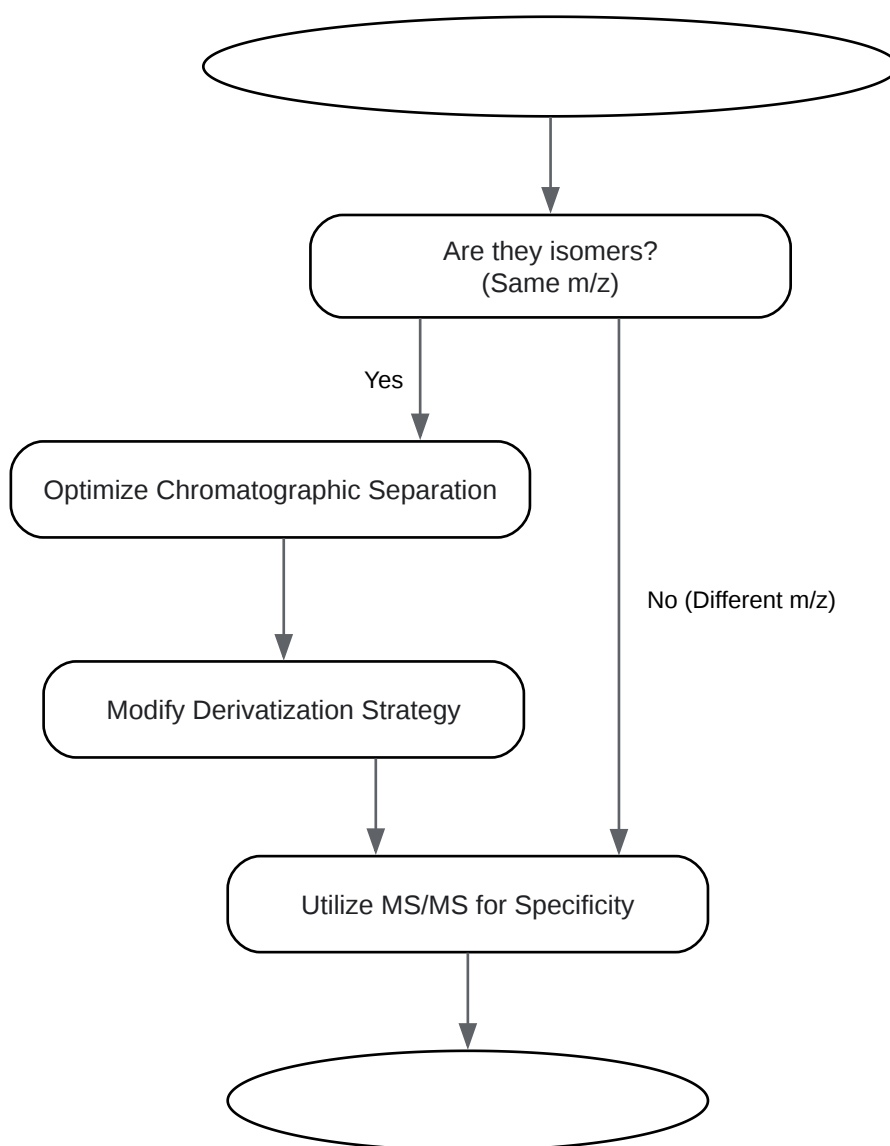 Are they isomers?
(Same m/z)
Yes
Optimize Chromatographic Separation
No (Different m/z)
Modify Derivatization Strategy
Utilize MS/MS for Specificity